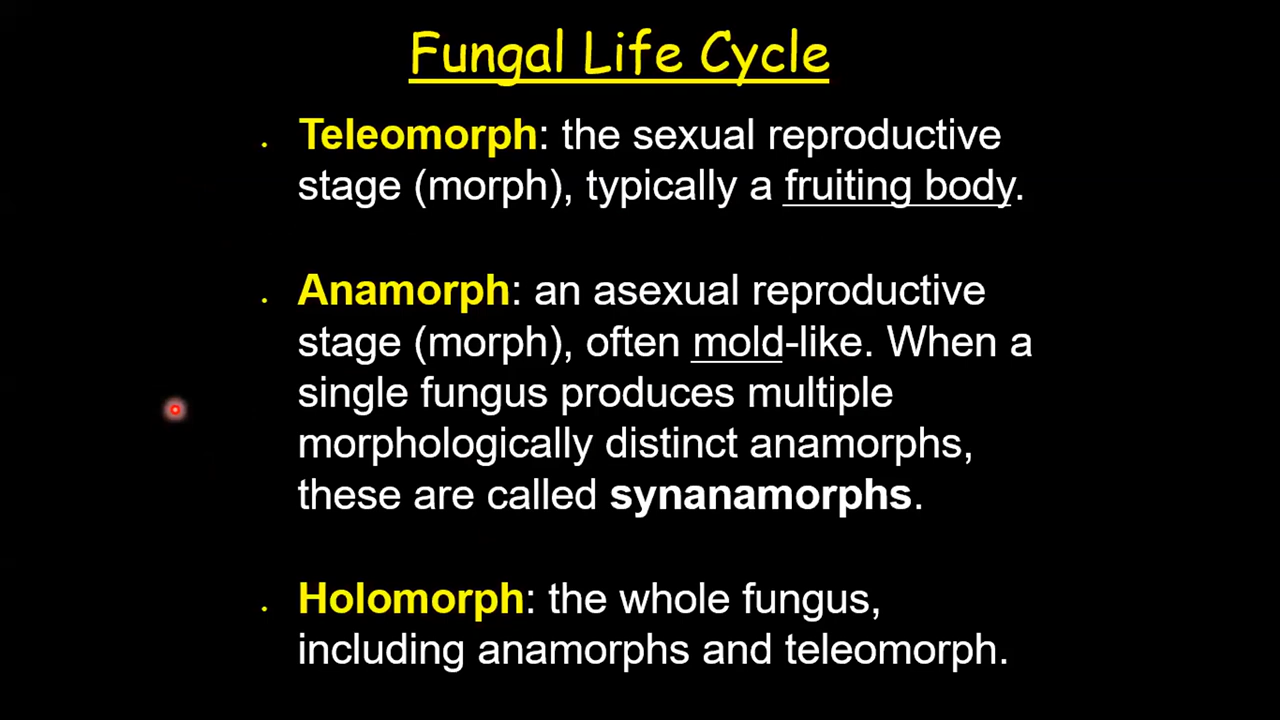 Fungal Life Cycle
. Teleomorph: the sexual reproductive
stage (morph), typically a fruiting body.
. Anamorph: an asexual reproductive
stage (morph), often mold-like. When a
single fungus produces multiple
morphologically distinct anamorphs,
these are called synanamorphs.
. Holomorph: the whole fungus,
including anamorphs and teleomorph.